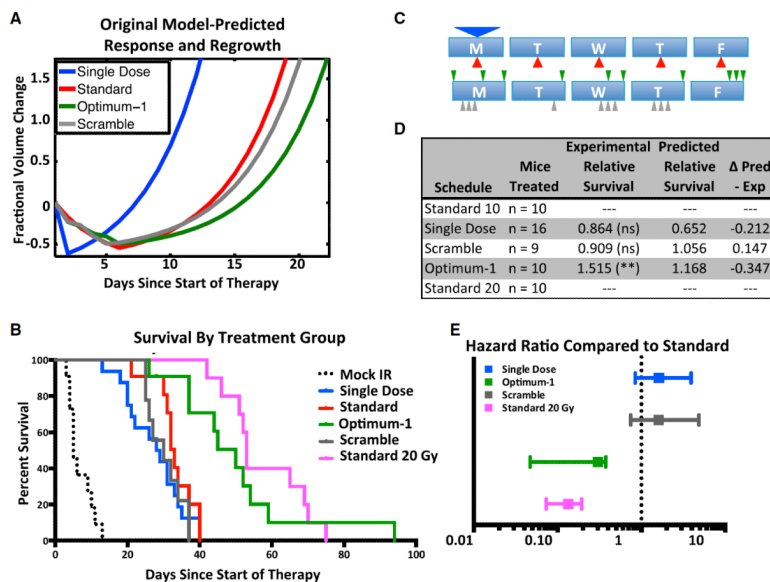 A
Original Model-Predicted
Response and Regrowth
Fractional Volume Change
1.5
1.0
0.5
0
-0.5
Single Dose
Standard
Optimum-1
Scramble
5
10
15
20
Days Since Start of Therapy
C
M T W T F
M T W T F
D
Schedule
Mice
Treated
Experimental
Relative
Survival
Predicted
Relative
Survival
Δ Pred
- Exp
Standard 10 n = 10 --- --- ---
Single Dose n = 16 0.864 (ns) 0.652 -0.212
Scramble n = 9 0.909 (ns) 1.056 0.147
Optimum-1 n = 10 1.515 (**) 1.168 -0.347
Standard 20 n = 10 --- --- ---
B
Survival By Treatment Group
Percent Survival
100
80
60
40
20
0
Mock IR
Single Dose
Standard
Optimum-1
Scramble
Standard 20 Gy
0 20 40 60 80 100
Days Since Start of Therapy
E
Hazard Ratio Compared to Standard
Single Dose
Optimum-1
Scramble
Standard 20 Gy
0.01 0.10 1 10